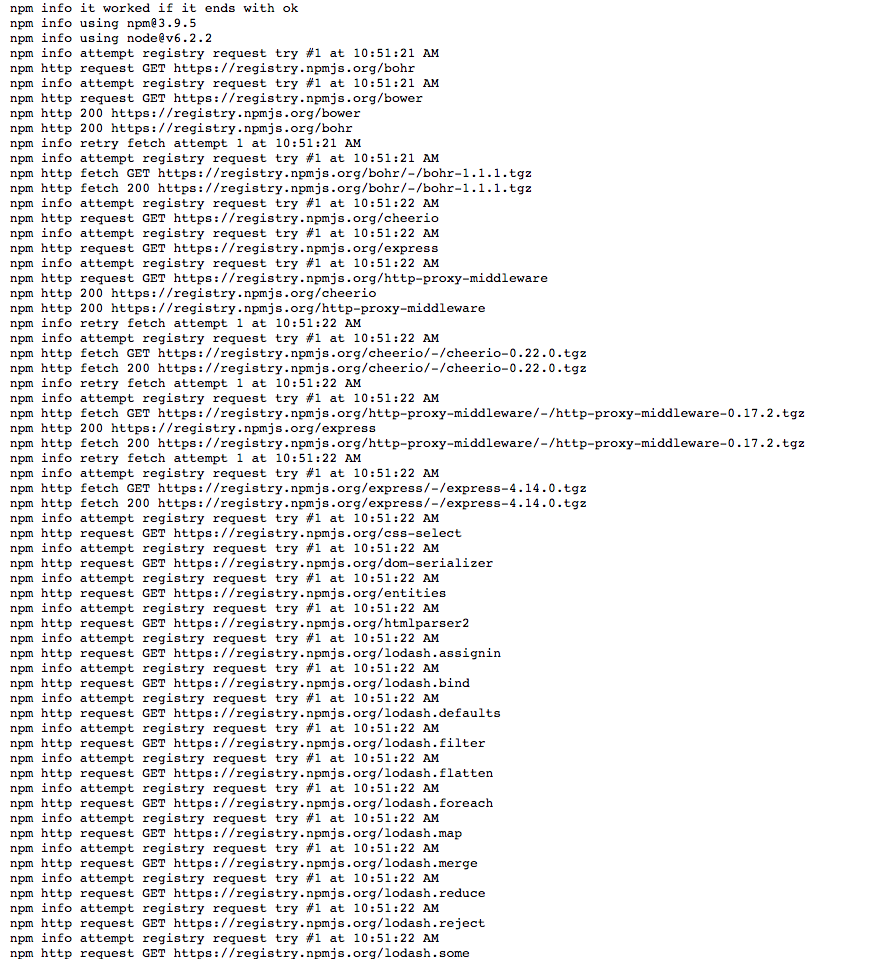 npm info it worked if it ends with ok
npm info using npm@3.9.5
npm info using node@v6.2.2
npm info attempt registry request try #1 at 10:51:21 AM
npm http request GET https://registry.npmjs.org/bohr
npm info attempt registry request try #1 at 10:51:21 AM
npm http request GET https://registry.npmjs.org/bower
npm http 200 https://registry.npmjs.org/bower
npm http 200 https://registry.npmjs.org/bohr
npm info retry fetch attempt 1 at 10:51:21 AM
npm info attempt registry request try #1 at 10:51:21 AM
npm http fetch GET https://registry.npmjs.org/bohr/-/bohr-1.1.1.tgz
npm http fetch 200 https://registry.npmjs.org/bohr/-/bohr-1.1.1.tgz
npm info attempt registry request try #1 at 10:51:22 AM
npm http request GET https://registry.npmjs.org/cheerio
npm info attempt registry request try #1 at 10:51:22 AM
npm http request GET https://registry.npmjs.org/express
npm info attempt registry request try #1 at 10:51:22 AM
npm http request GET https://registry.npmjs.org/http-proxy-middleware
npm http 200 https://registry.npmjs.org/cheerio
npm http 200 https://registry.npmjs.org/http-proxy-middleware
npm info retry fetch attempt 1 at 10:51:22 AM
npm info attempt registry request try #1 at 10:51:22 AM
npm http fetch GET https://registry.npmjs.org/cheerio/-/cheerio-0.22.0.tgz
npm http fetch 200 https://registry.npmjs.org/cheerio/-/cheerio-0.22.0.tgz
npm info retry fetch attempt 1 at 10:51:22 AM
npm info attempt registry request try #1 at 10:51:22 AM
npm http fetch GET https://registry.npmjs.org/http-proxy-middleware/-/http-proxy-middleware-0.17.2.tgz
npm http 200 https://registry.npmjs.org/express
npm http fetch 200 https://registry.npmjs.org/http-proxy-middleware/-/http-proxy-middleware-0.17.2.tgz
npm info retry fetch attempt 1 at 10:51:22 AM
npm info attempt registry request try #1 at 10:51:22 AM
npm http fetch GET https://registry.npmjs.org/express/-/express-4.14.0.tgz
npm http fetch 200 https://registry.npmjs.org/express/-/express-4.14.0.tgz
npm info attempt registry request try #1 at 10:51:22 AM
npm http request GET https://registry.npmjs.org/css-select
npm info attempt registry request try #1 at 10:51:22 AM
npm http request GET https://registry.npmjs.org/dom-serializer
npm info attempt registry request try #1 at 10:51:22 AM
npm http request GET https://registry.npmjs.org/entities
npm info attempt registry request try #1 at 10:51:22 AM
npm http request GET https://registry.npmjs.org/htmlparser2
npm info attempt registry request try #1 at 10:51:22 AM
npm http request GET https://registry.npmjs.org/lodash.assignin
npm info attempt registry request try #1 at 10:51:22 AM
npm http request GET https://registry.npmjs.org/lodash.bind
npm info attempt registry request try #1 at 10:51:22 AM
npm http request GET https://registry.npmjs.org/lodash.defaults
npm info attempt registry request try #1 at 10:51:22 AM
npm http request GET https://registry.npmjs.org/lodash.filter
npm info attempt registry request try #1 at 10:51:22 AM
npm http request GET https://registry.npmjs.org/lodash.flatten
npm info attempt registry request try #1 at 10:51:22 AM
npm http request GET https://registry.npmjs.org/lodash.foreach
npm info attempt registry request try #1 at 10:51:22 AM
npm http request GET https://registry.npmjs.org/lodash.map
npm info attempt registry request try #1 at 10:51:22 AM
npm http request GET https://registry.npmjs.org/lodash.merge
npm info attempt registry request try #1 at 10:51:22 AM
npm http request GET https://registry.npmjs.org/lodash.reduce
npm info attempt registry request try #1 at 10:51:22 AM
npm http request GET https://registry.npmjs.org/lodash.reject
npm info attempt registry request try #1 at 10:51:22 AM
npm http request GET https://registry.npmjs.org/lodash.some